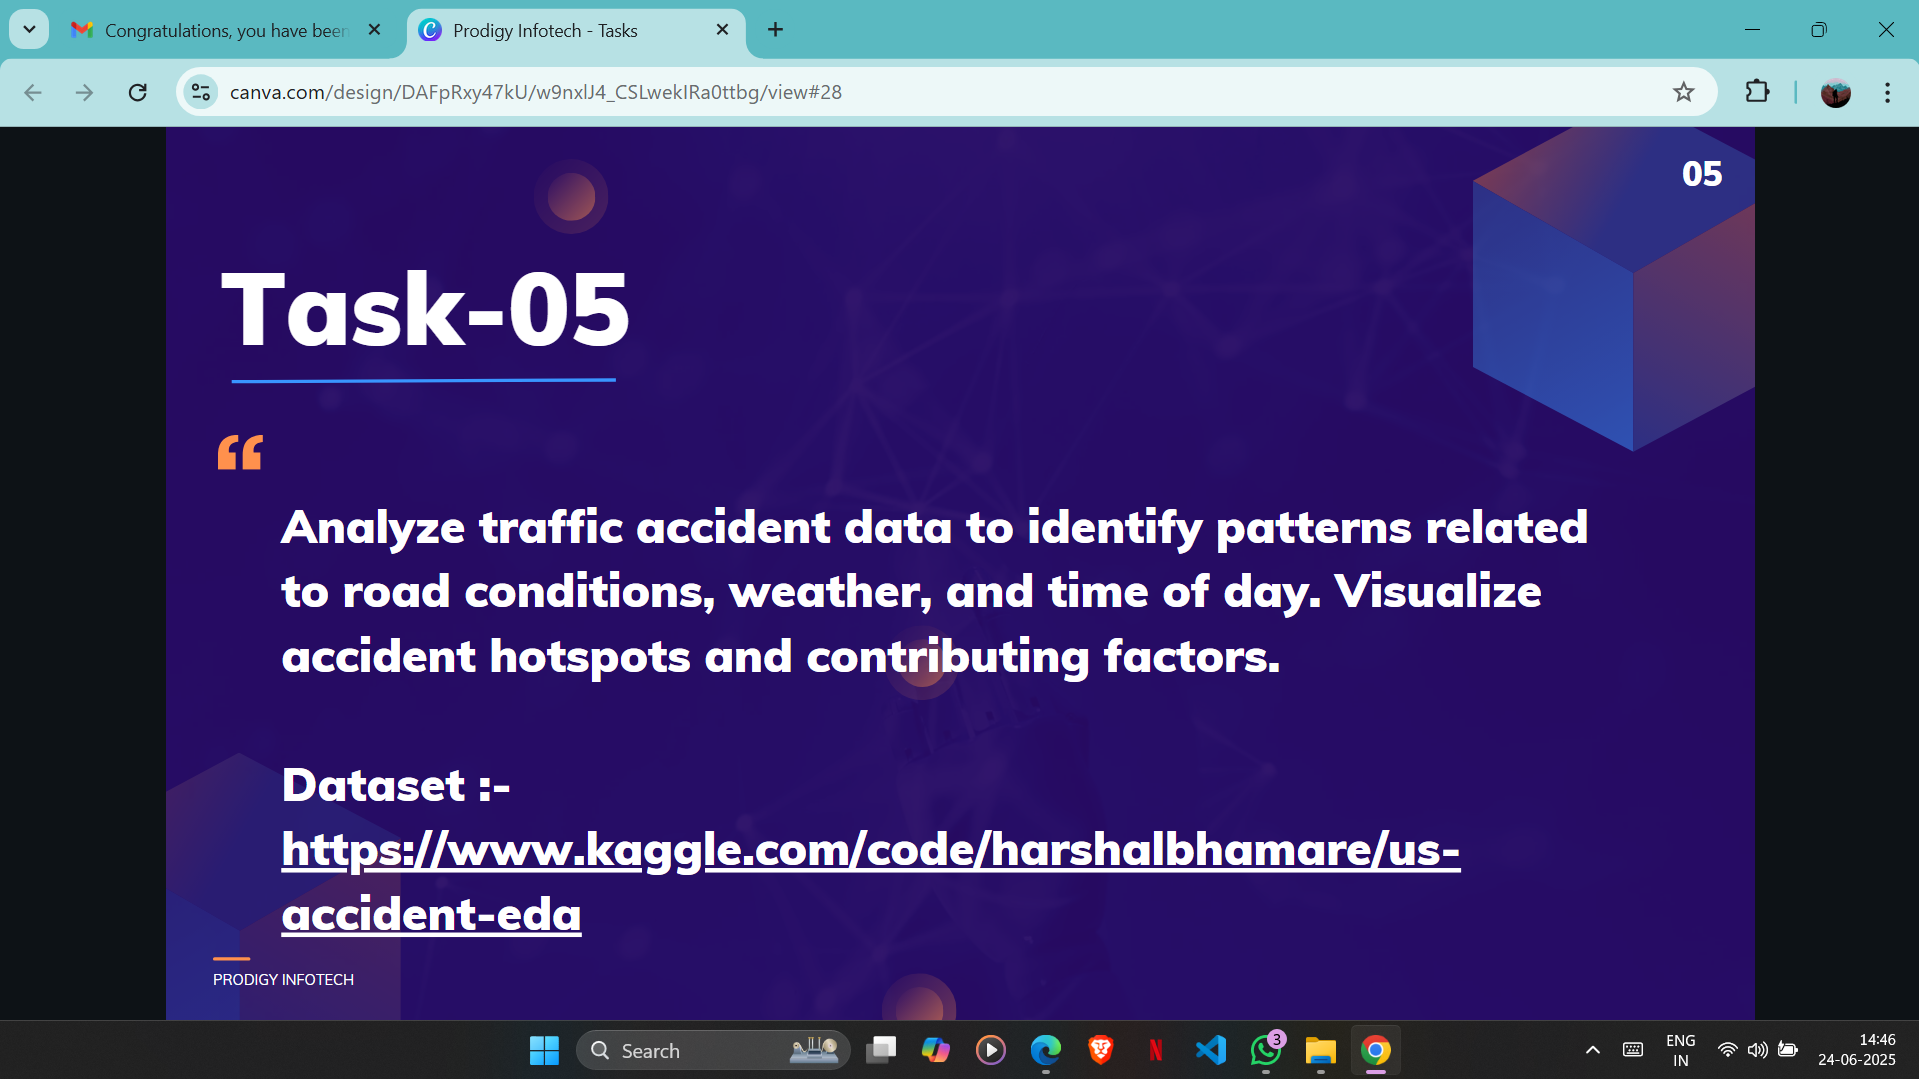 Congratulations, you have been
Prodigy Infotech - Tasks
canva.com/design/DAFpRxy47kU/w9nxlJ4_CSLwekIRa0ttbg/view#28
05
Task-05
“
Analyze traffic accident data to identify patterns related
to road conditions, weather, and time of day. Visualize
accident hotspots and contributing factors.
Dataset :-
https://www.kaggle.com/code/harshalbhamare/us-
accident-eda
PRODIGY INFOTECH
Search
3
ENG
IN
14:46
24-06-2025